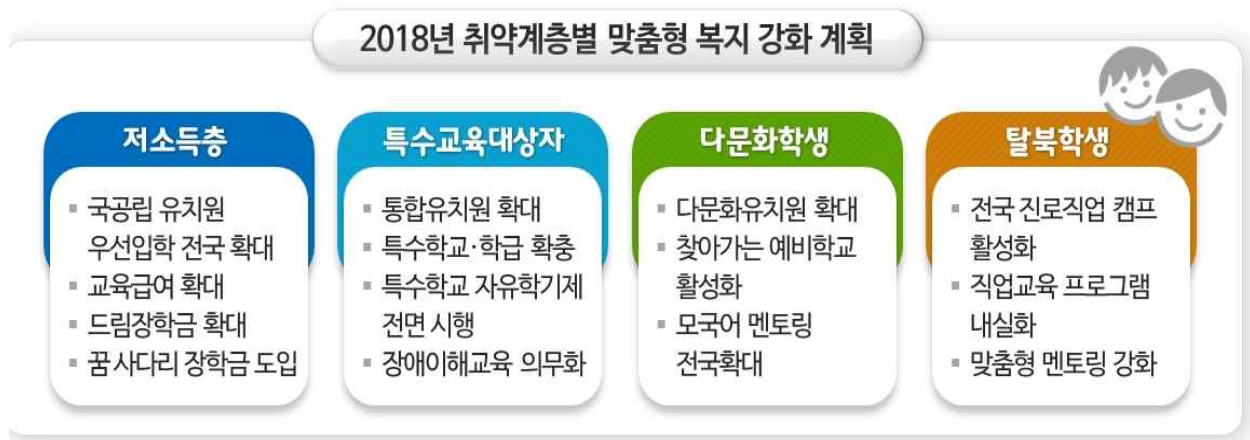 2018년 취약계층별 맞춤형 복지 강화 계획
저소득층
▪ 국공립 유치원
우선입학 전국 확대
▪ 교육급여 확대
▪ 드림장학금 확대
▪ 꿈사다리 장학금 도입
특수교육대상자
▪ 통합유치원 확대
▪ 특수학교·학급 확충
▪ 특수학교 자유학기제
전면 시행
▪ 장애이해교육 의무화
다문화학생
▪ 다문화유치원 확대
▪ 찾아가는 예비학교
활성화
▪ 모국어 멘토링
전국확대
탈북학생
▪ 전국 진로직업 캠프
활성화
▪ 직업교육 프로그램
내실화
▪ 맞춤형 멘토링 강화